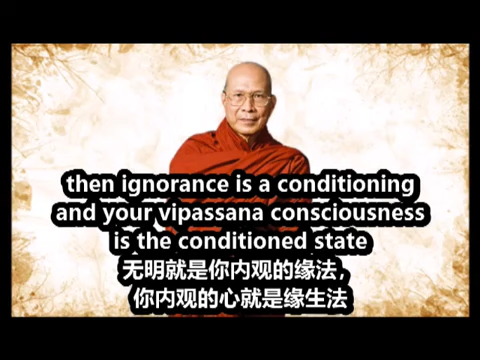 then ignorance is a conditioning
and your vipassana consciousness
is the conditioned state
无明就是你内观的缘法，
你内观的心就是缘生法